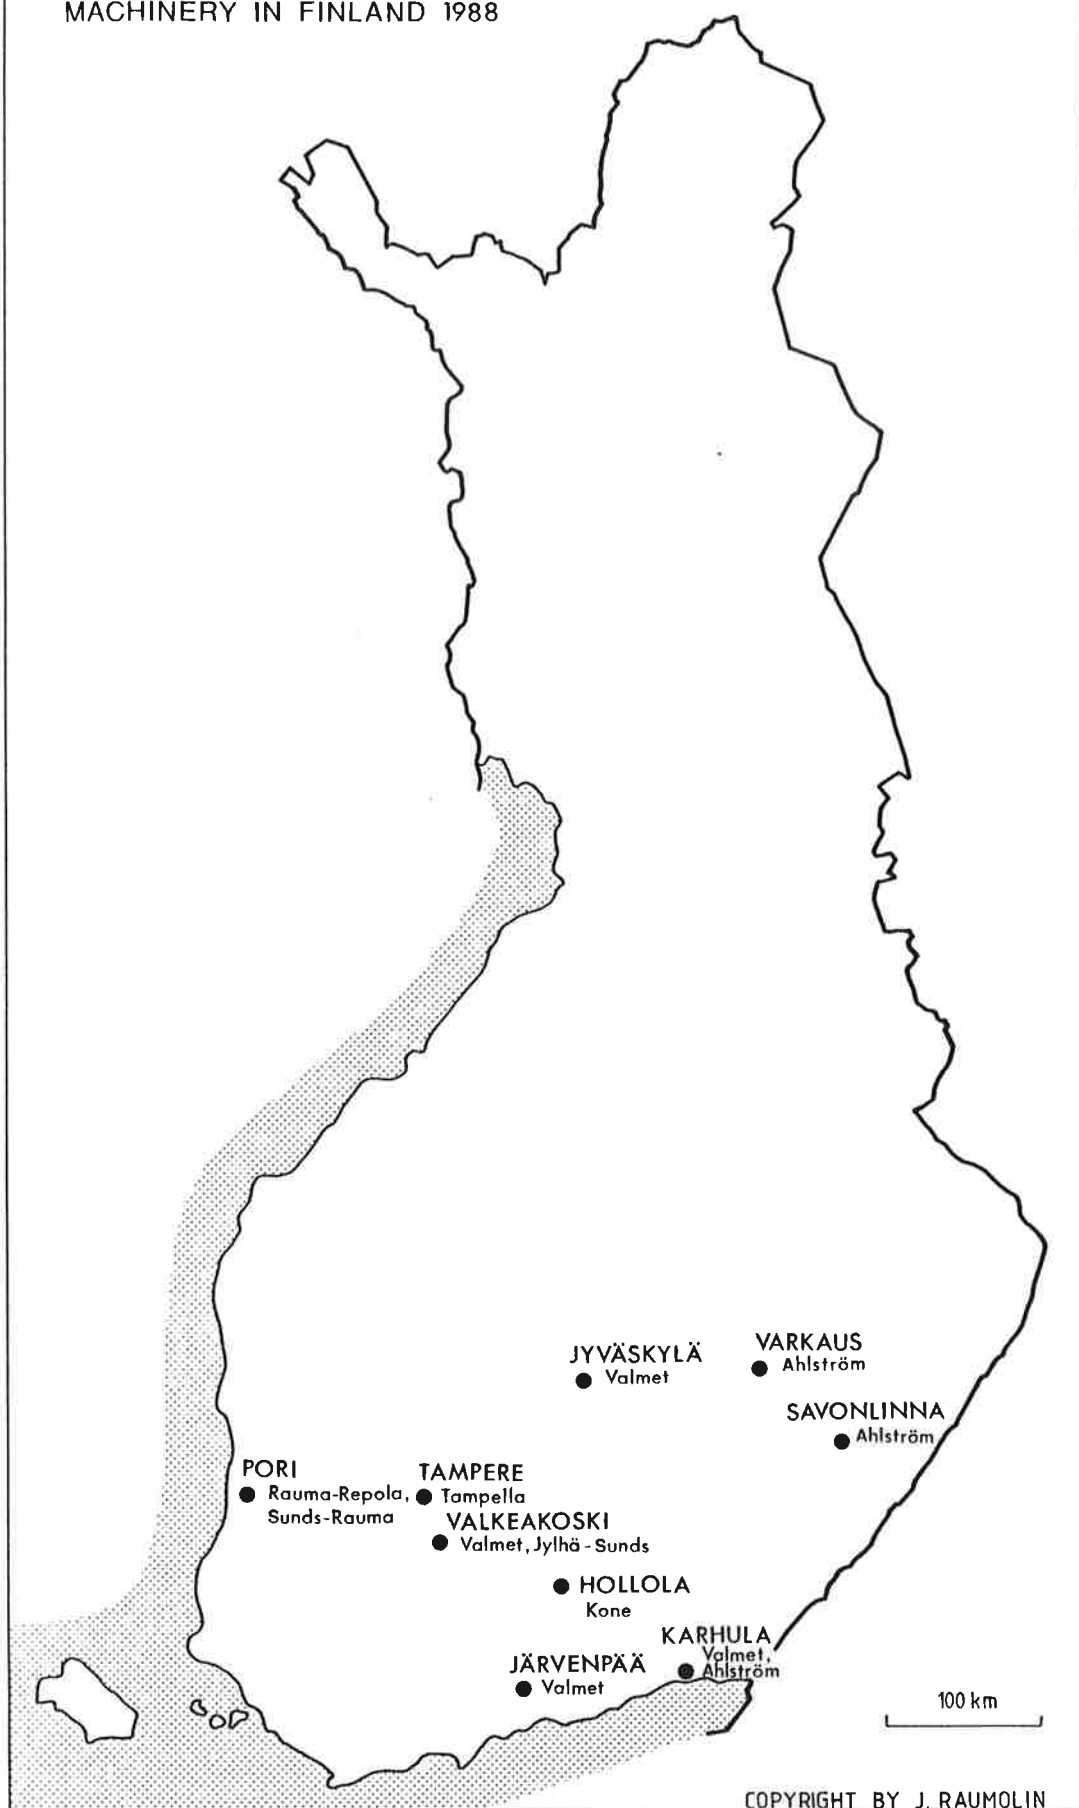 MACHINERY IN FINLAND 1988
JYVÄSKYLÄ
Valmet
VARKAUS
Ahlström
SAVONLINNA
Ahlström
PORI
Rauma-Repola,
Sunds-Rauma
TAMPERE
Tampella
VALKEAKOSKI
Valmet, Jylhä-Sunds
HOLLOLA
Kone
KARHULA
Valmet,
Ahlström
JÄRVENPÄÄ
Valmet
100 km
COPYRIGHT BY J. RAUMOLIN